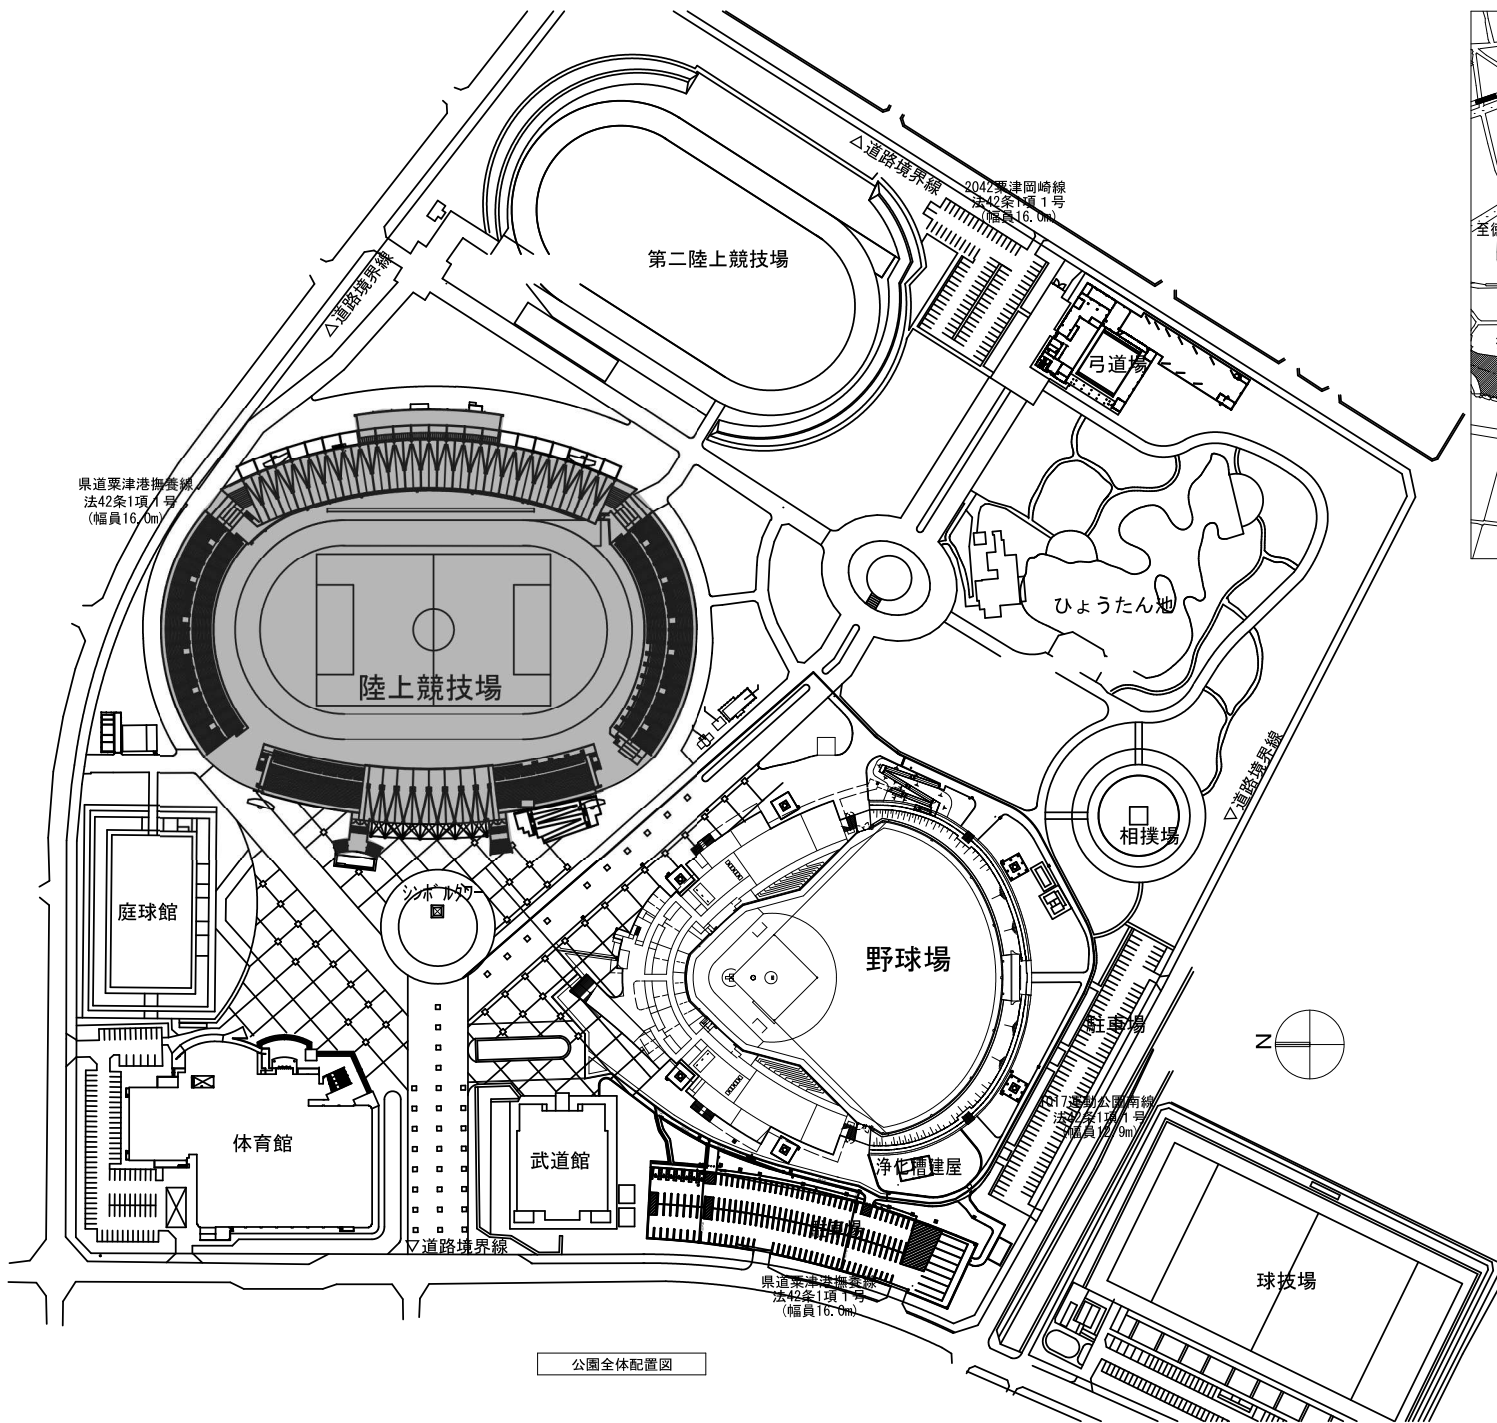 △道路境界線
2042粟津岡崎線
法42条1項１号
(幅員16.0m)
第二陸上競技場
△道路境界線
弓道場
県道粟津港撫養線
法42条1項１号
(幅員16.0m)
ひょうたん池
陸上競技場
▽道路境界線
相撲場
シンボルタワー
庭球館
野球場
駐車場
N
体育館
武道館
浄化槽建屋
1017運動公園南線
法42条1項１号
(幅員12.9m)
駐車場
▽道路境界線
県道粟津港撫養線
法42条1項１号
(幅員16.0m)
球技場
公園全体配置図